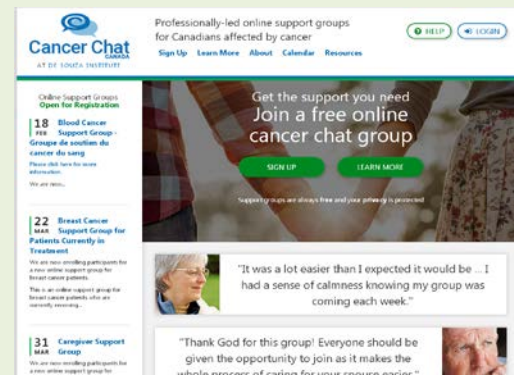 Cancer Chat
CANADA
AT DE SOUZA INSTITUTE
Professionally-led online support groups
for Canadians affected by cancer
Sign Up Learn More About Calendar Resources
HELP
LOGIN
Online Support Groups
Open for Registration
18 FEB
Blood Cancer
Support Group -
Groupe de soutien du
cancer du sang
Please click here for more
information.
We are now...
22 MAR
Breast Cancer
Support Group for
Patients Currently in
Treatment
We are now enrolling participants for
a new online support group for
breast cancer patients.
This is an online support group for
breast cancer patients who are
currently receiving...
31 MAR
Caregiver Support
Group
We are now enrolling participants for
a new online support group for
Get the support you need
Join a free online
cancer chat group
SIGN UP
LEARN MORE
Support groups are always free and your privacy is protected
"It was a lot easier than I expected it would be ... I
had a sense of calmness knowing my group was
coming each week."
"Thank God for this group! Everyone should be
given the opportunity to join as it makes the
whole process of caring for your spouse easier."